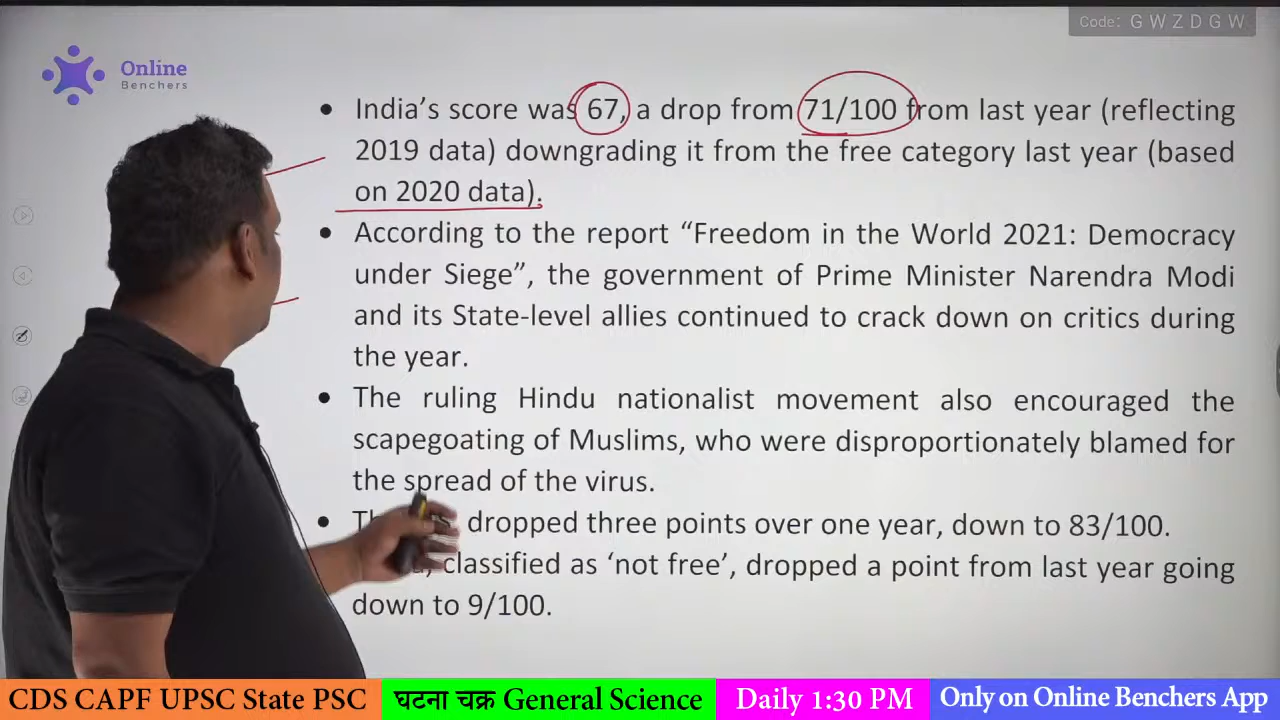 Code: G W Z D G W
Online
Benchers
• India’s score was 67, a drop from 71/100 from last year (reflecting
2019 data) downgrading it from the free category last year (based
on 2020 data).
• According to the report “Freedom in the World 2021: Democracy
under Siege”, the government of Prime Minister Narendra Modi
and its State-level allies continued to crack down on critics during
the year.
• The ruling Hindu nationalist movement also encouraged the
scapegoating of Muslims, who were disproportionately blamed for
the spread of the virus.
• dropped three points over one year, down to 83/100.
classified as ‘not free’, dropped a point from last year going
down to 9/100.
CDS CAPF UPSC State PSC
घटना चक्र General Science
Daily 1:30 PM
Only on Online Benchers App